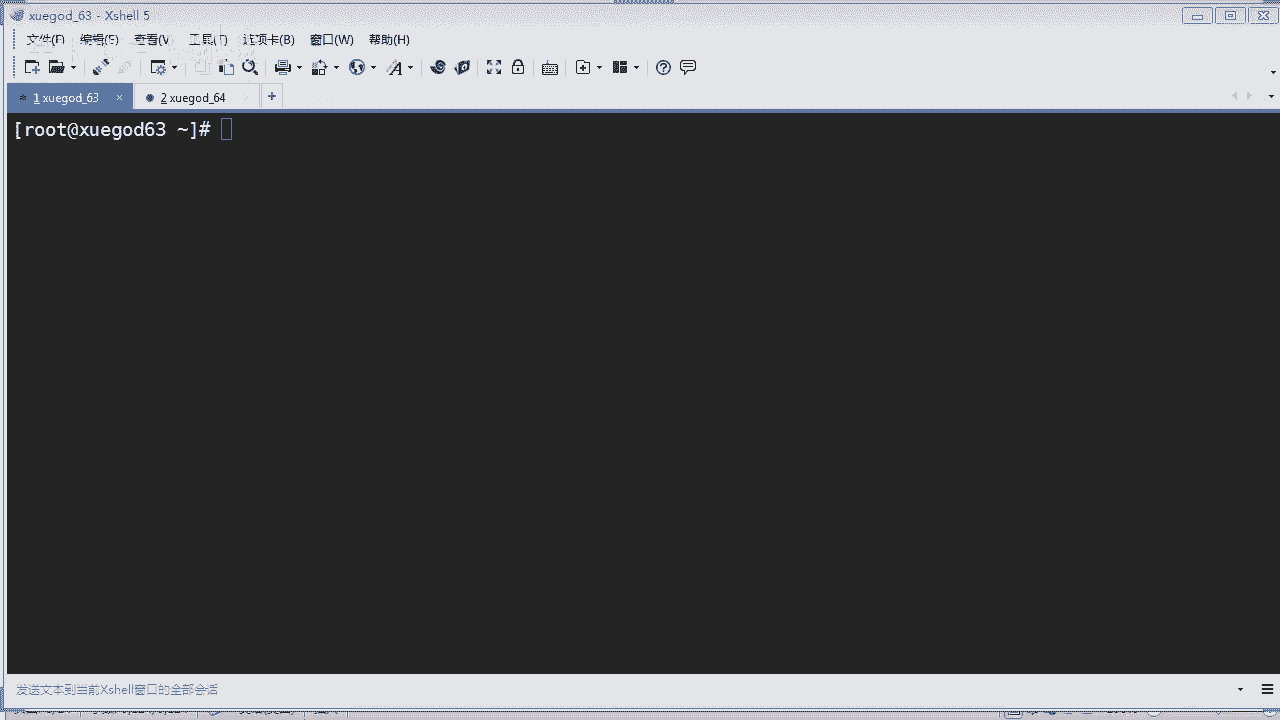 xuegod_63 - Xshell 5
文件(F) 编辑(E) 查看(V) 工具(T) 选项卡(B) 窗口(W) 帮助(H)
1 xuegod_63 × 2 xuegod_64 +
[root@xuegod63 ~]#
发送文本到当前Xshell窗口的全部会话